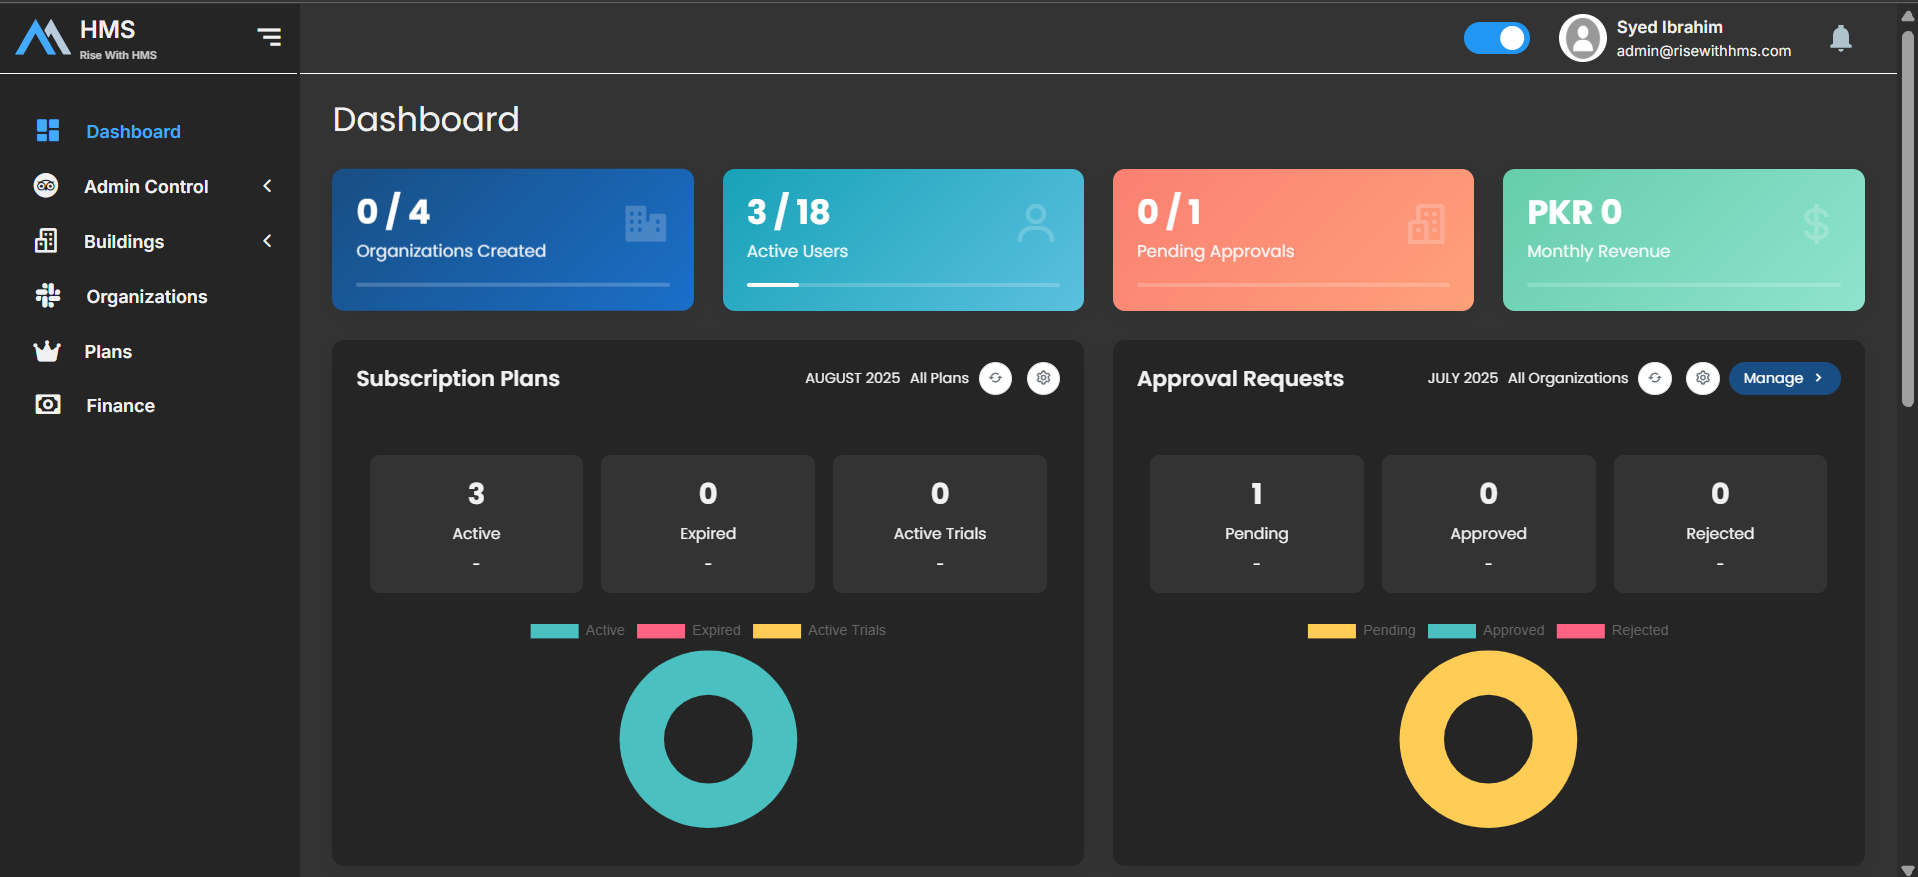 HMS
Rise With HMS
Syed Ibrahim
admin@risewithhms.com
Dashboard
Admin Control
Buildings
Organizations
Plans
Finance
Dashboard
0 / 4
Organizations Created
3 / 18
Active Users
0 / 1
Pending Approvals
PKR 0
Monthly Revenue
Subscription Plans
AUGUST 2025 All Plans
3
Active
-
0
Expired
-
0
Active Trials
-
Active Expired Active Trials
Approval Requests
JULY 2025 All Organizations
Manage
1
Pending
-
0
Approved
-
0
Rejected
-
Pending Approved Rejected